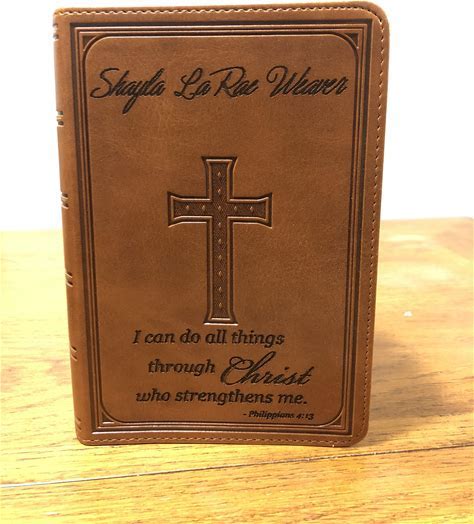 Shayla LaRae Weaver
I can do all things
through Christ
who strengthens me.
- Philippians 4:13